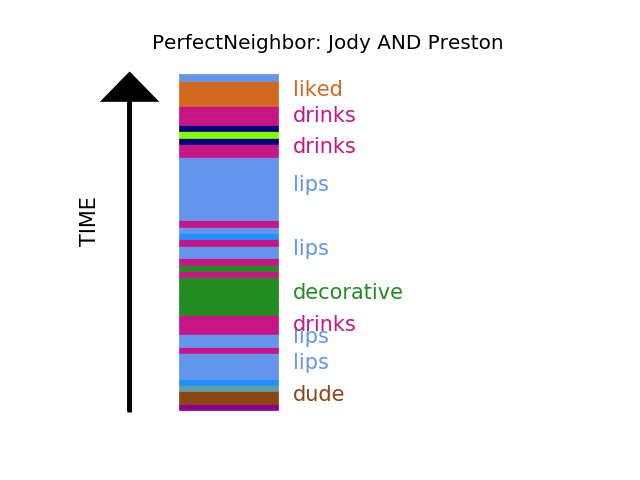 PerfectNeighbor: Jody AND Preston
liked
drinks
drinks
lips
lips
decorative
drinks
lips
lips
dude
TIME